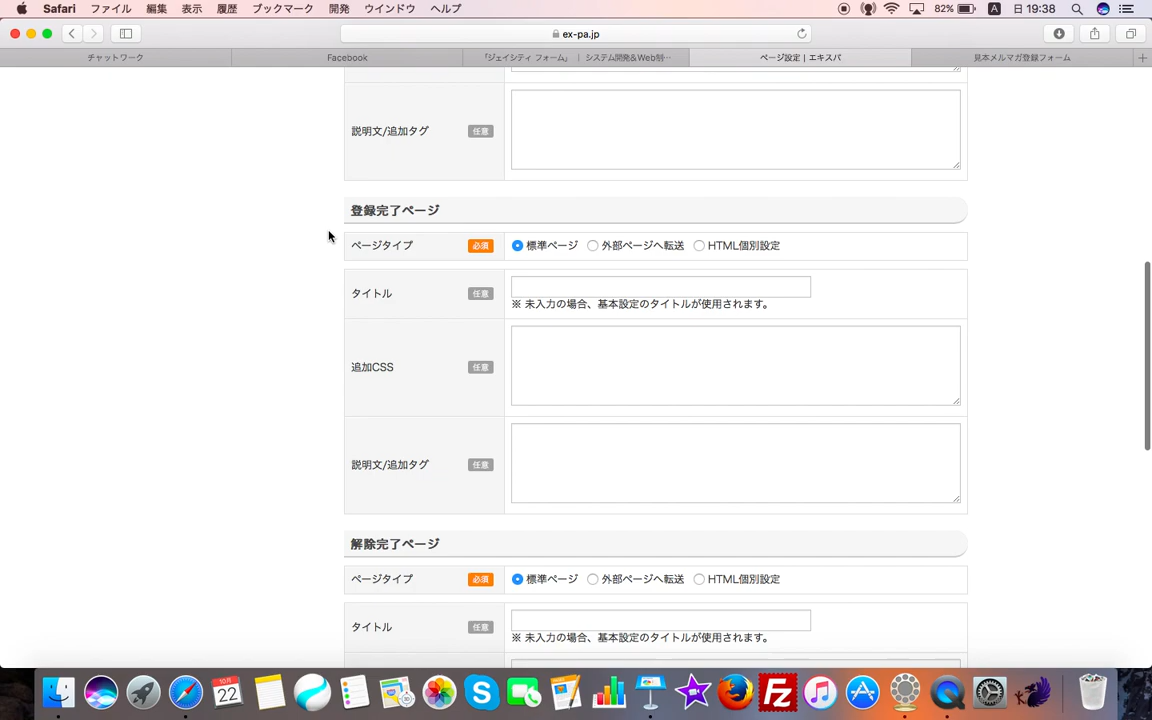 Safari ファイル 編集 表示 履歴 ブックマーク 開発 ウインドウ ヘルプ 82% A 日 19:38
ex-pa.jp
チャットワーク
Facebook
「ジェイシティ フォーム」 | システム開発&Web制…
ページ設定 | エキスパ
見本メルマガ登録フォーム
説明文/追加タグ 任意
登録完了ページ
ページタイプ 必須 標準ページ 外部ページへ転送 HTML個別設定
タイトル 任意
※ 未入力の場合、基本設定のタイトルが使用されます。
追加CSS 任意
説明文/追加タグ 任意
解除完了ページ
ページタイプ 必須 標準ページ 外部ページへ転送 HTML個別設定
タイトル 任意
※ 未入力の場合、基本設定のタイトルが使用されます。
10月
22